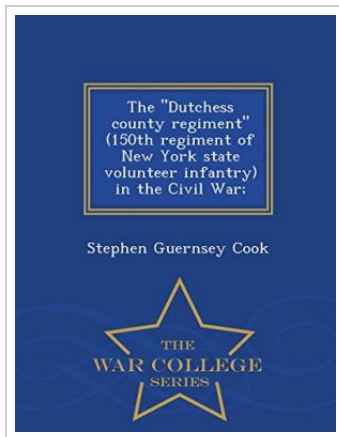 The "Dutchess
county regiment"
(150th regiment of
New York state
volunteer infantry)
in the Civil War;
Stephen Guernsey Cook
THE
WAR COLLEGE
SERIES